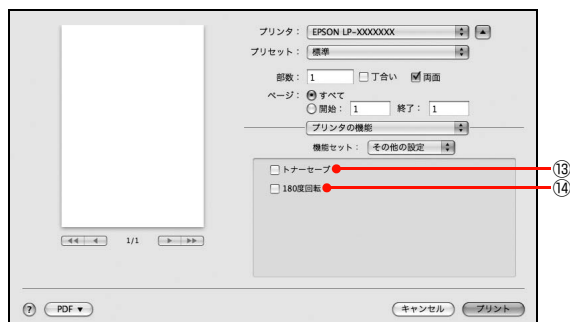 プリンタ： EPSON LP-XXXXXXX
プリセット： 標準
部数： 1 丁合い 両面
ページ： すべて
開始： 1 終了： 1
プリンタの機能
機能セット： その他の設定
トナーセーブ ⑬
180度回転 ⑭
1/1
? PDF ▼ キャンセル プリント